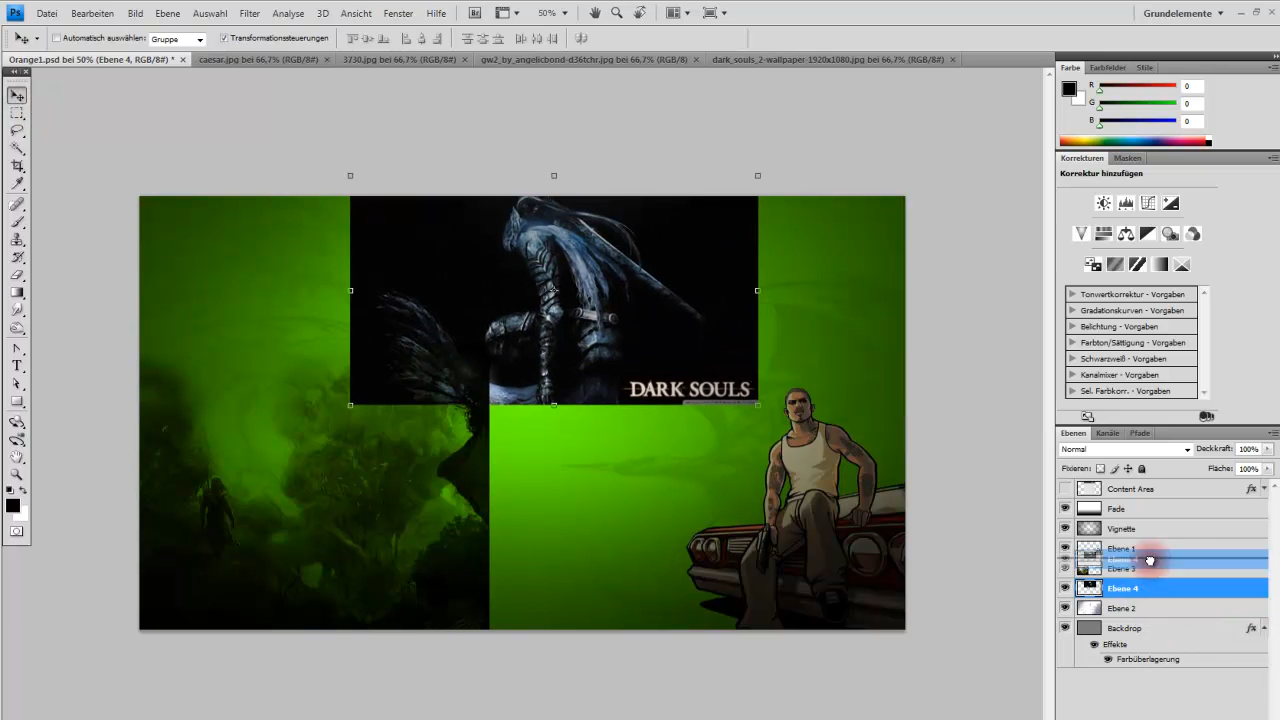 Ps Datei Bearbeiten Bild Ebene Auswahl Filter Analyse 3D Ansicht Fenster Hilfe Br 50% Grundelemente
Automatisch auswählen: Gruppe Transformationssteuerungen
Orange1.psd bei 50% (Ebene 4, RGB/8#) * caesar.jpg bei 66,7% (RGB/8#) 3730.jpg bei 66,7% (RGB/8#) gw2_by_angelicbond-d36tchr.jpg bei 66,7% (RGB/8) dark_souls_2-wallpaper-1920x1080.jpg bei 66,7% (RGB/8#)
Farbe Farbfelder Stile
R 0
G 0
B 0
Korrekturen Masken
Korrektur hinzufügen
Tonwertkorrektur - Vorgaben
Gradationskurven - Vorgaben
Belichtung - Vorgaben
Farbton/Sättigung - Vorgaben
Schwarzweiß - Vorgaben
Kanalmixer - Vorgaben
Sel. Farbkorr. - Vorgaben
DARK SOULS
Ebenen Kanäle Pfade
Normal Deckkraft: 100%
Fixieren: Fläche: 100%
Content Area fx
Fade
Vignette
Ebene 1
Ebene 3
Ebene 4
Ebene 2
Backdrop fx
Effekte
Farbüberlagerung